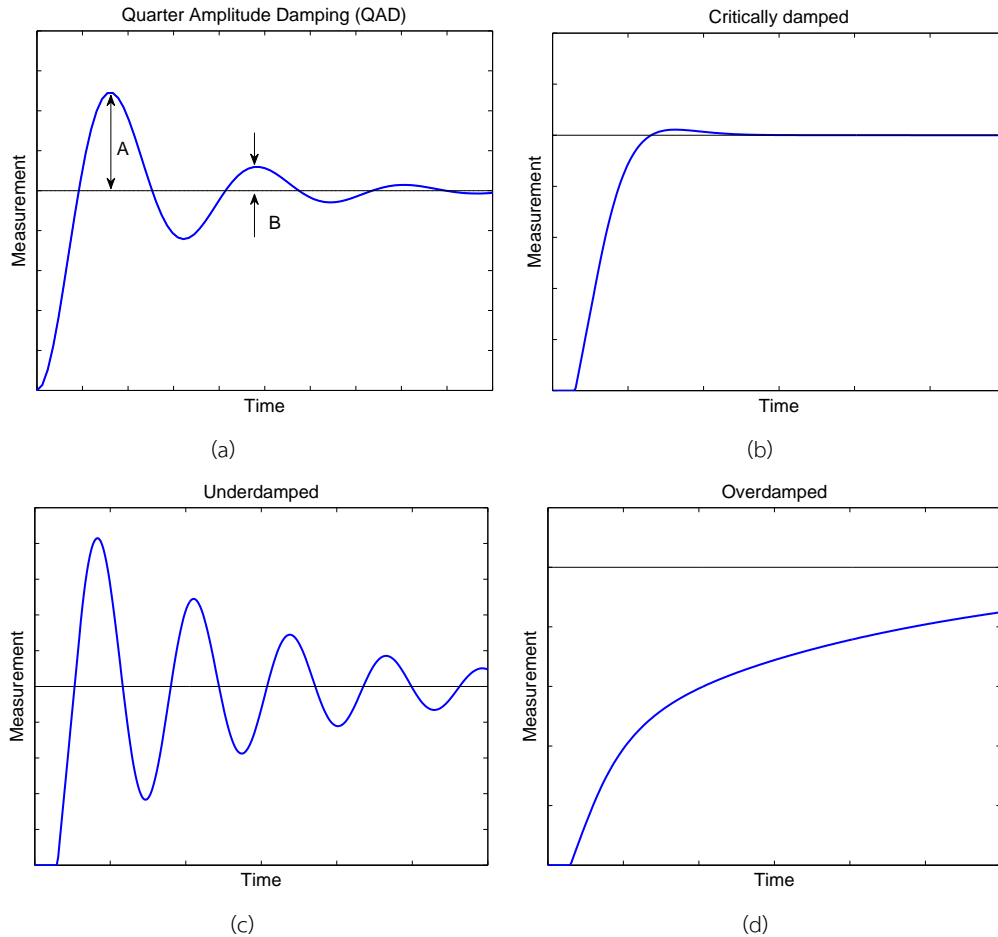 Quarter Amplitude Damping (QAD)
A
B
Measurement
Time
(a)
Critically damped
Measurement
Time
(b)
Underdamped
Measurement
Time
(c)
Overdamped
Measurement
Time
(d)